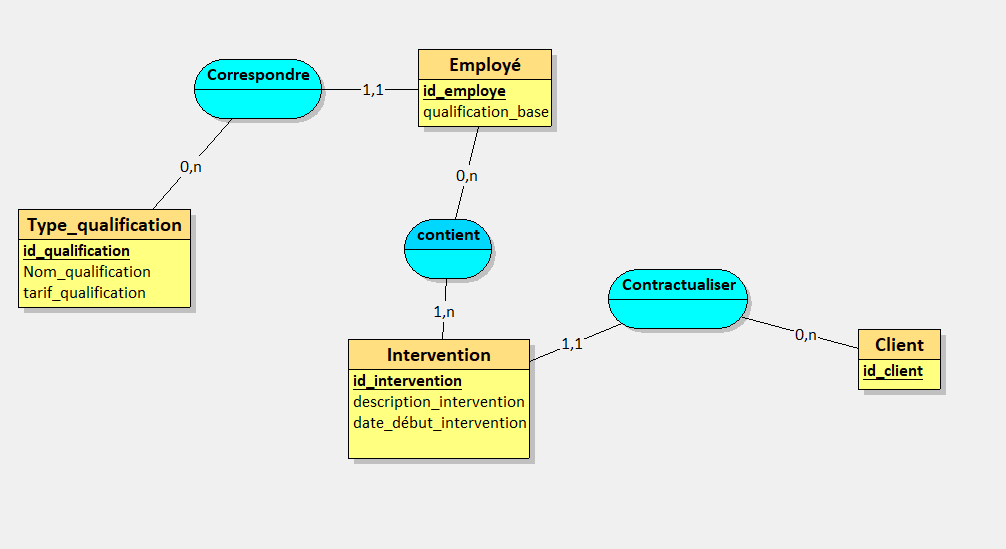 Correspondre
1,1
Employé
id_employe
qualification_base
0,n
0,n
Type_qualification
id_qualification
Nom_qualification
tarif_qualification
contient
1,n
Contractualiser
1,1
0,n
Intervention
id_intervention
description_intervention
date_début_intervention
Client
id_client